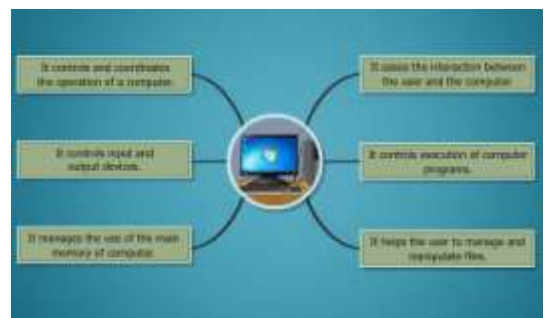 It controls and coordinates
the operation of a computer.
It controls input and
output devices.
It manages the use of the main
memory of computer.
It eases the interaction between
the user and the computer.
It controls execution of computer
programs.
It helps the user to manage and
manipulate files.